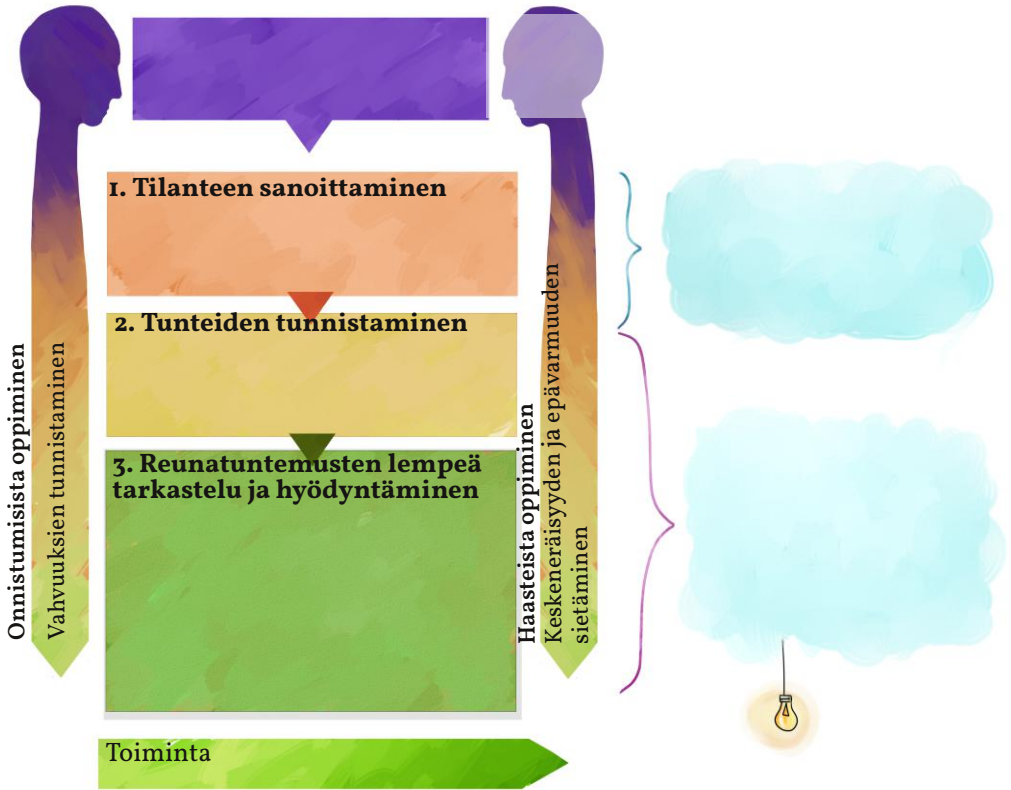 1. Tilanteen sanoittaminen
2. Tunteiden tunnistaminen
3. Reunatuntemusten lempeä
tarkastelu ja hyödyntäminen
Onnistumisista oppiminen
Vahvuuksien tunnistaminen
Haasteista oppiminen
Keskeneräisyyden ja epävarmuuden
sietäminen
Toiminta